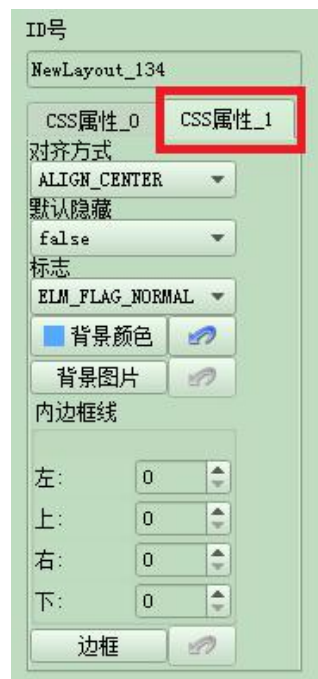 ID号
NewLayout_134
CSS属性_0 CSS属性_1
对齐方式
ALIGN_CENTER
默认隐藏
false
标志
ELM_FLAG_NORMAL
背景颜色
背景图片
内边框线
左: 0
上: 0
右: 0
下: 0
边框